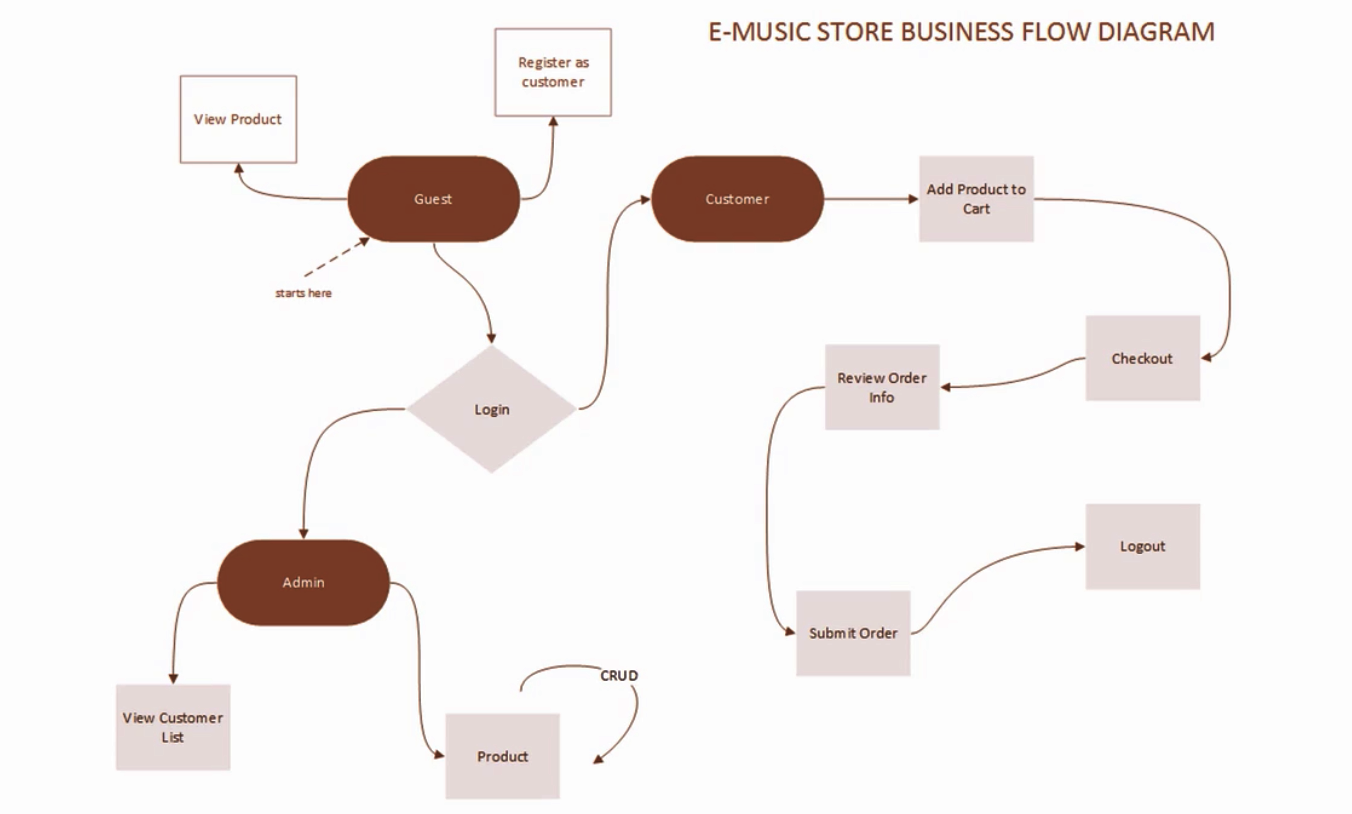 E-MUSIC STORE BUSINESS FLOW DIAGRAM
Register as
customer
View Product
Guest
Customer
Add Product to
Cart
starts here
Checkout
Review Order
Info
Login
Logout
Admin
Submit Order
CRUD
View Customer
List
Product